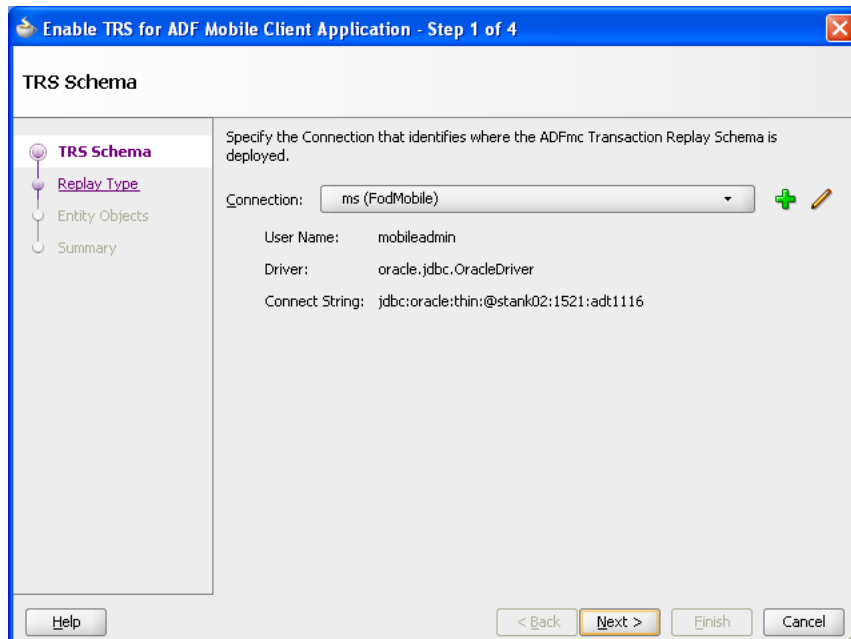 Enable TRS for ADF Mobile Client Application - Step 1 of 4
TRS Schema
TRS Schema
Replay Type
Entity Objects
Summary
Specify the Connection that identifies where the ADFmc Transaction Replay Schema is
deployed.
Connection: ms (FodMobile)
User Name: mobileadmin
Driver: oracle.jdbc.OracleDriver
Connect String: jdbc:oracle:thin:@stank02:1521:adt1116
Help < Back Next > Finish Cancel